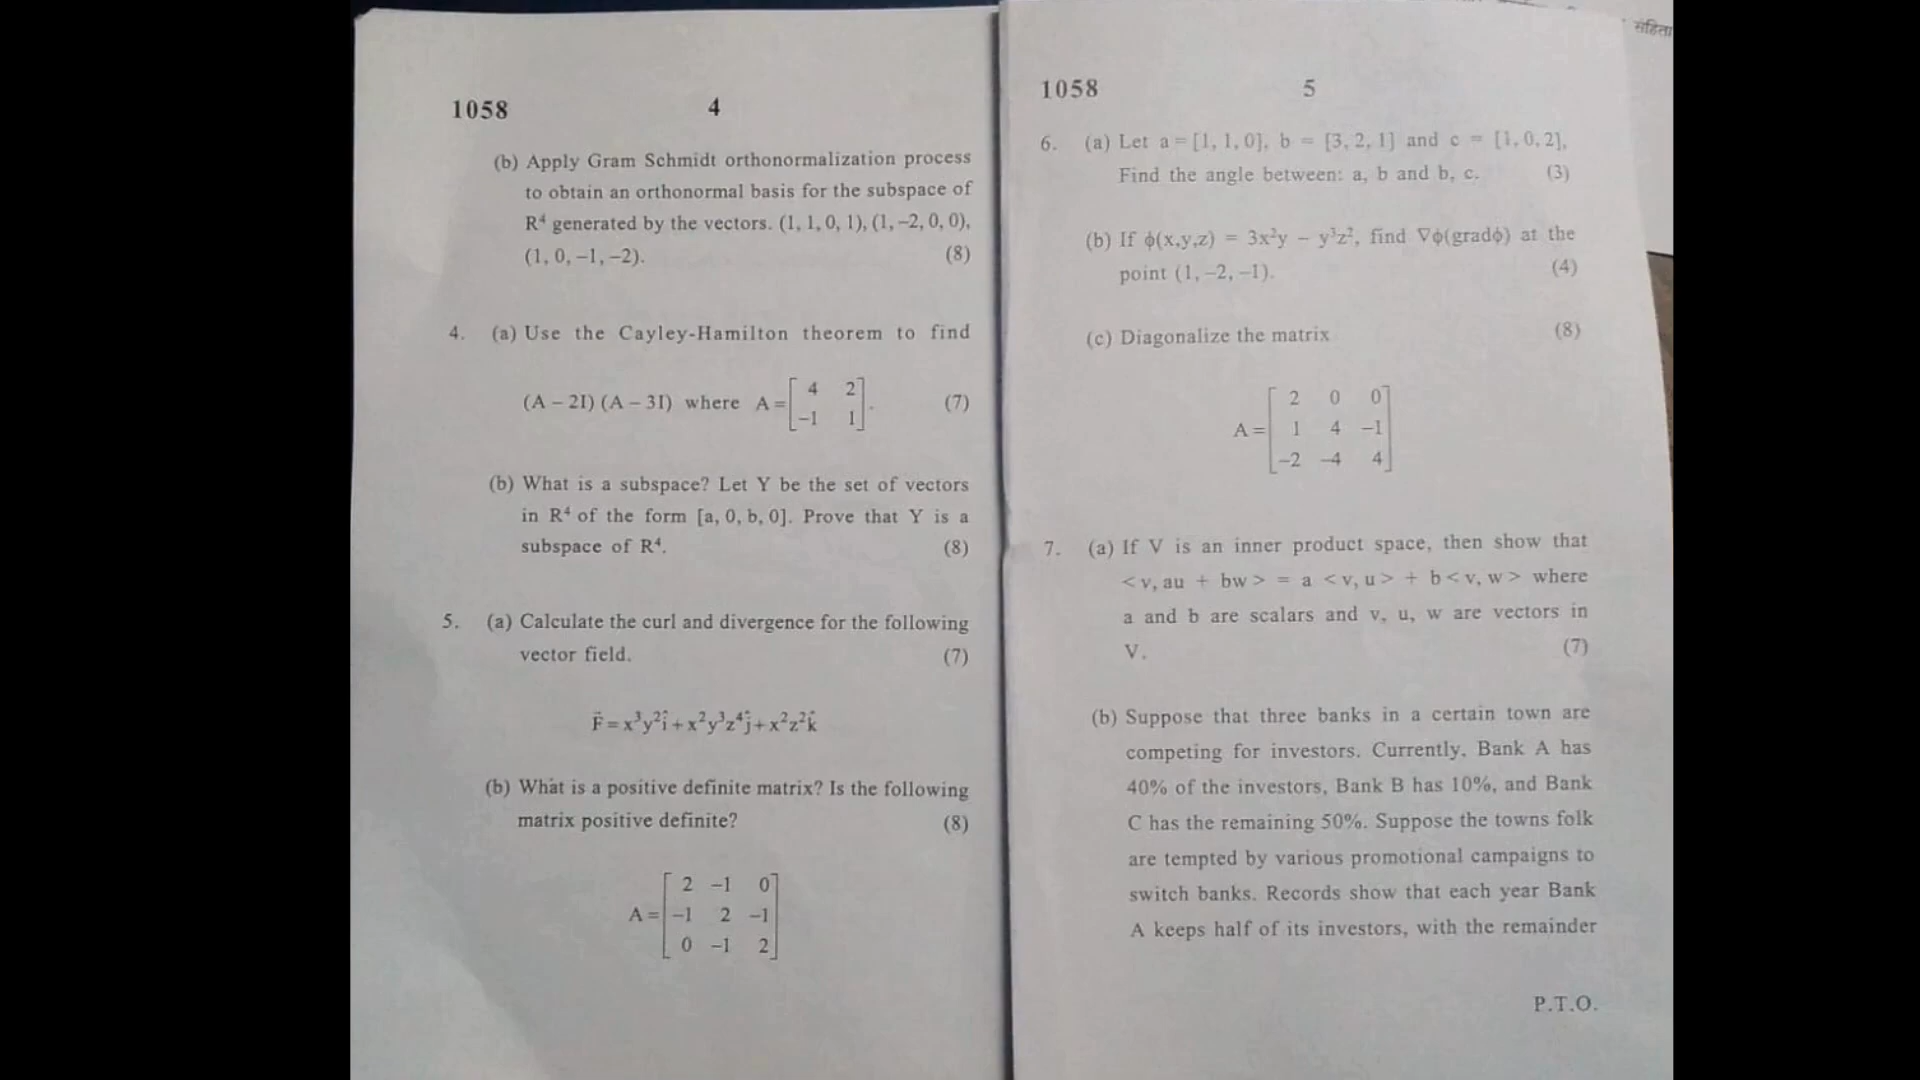 1058 4
(b) Apply Gram Schmidt orthonormalization process
to obtain an orthonormal basis for the subspace of
R⁴ generated by the vectors. (1, 1, 0, 1), (1, –2, 0, 0),
(1, 0, –1, –2). (8)
4. (a) Use the Cayley-Hamilton theorem to find
(A – 2I) (A – 3I) where A = [4 2
–1 1]. (7)
(b) What is a subspace? Let Y be the set of vectors
in R⁴ of the form [a, 0, b, 0]. Prove that Y is a
subspace of R⁴. (8)
5. (a) Calculate the curl and divergence for the following
vector field. (7)
F⃗ = x³y²î + x²y³z⁴ĵ + x²z²k̂
(b) What is a positive definite matrix? Is the following
matrix positive definite? (8)
[2 –1 0
A = –1 2 –1
0 –1 2]
1058 5
6. (a) Let a = [1, 1, 0], b = [3, 2, 1] and c = [1, 0, 2],
Find the angle between: a, b and b, c. (3)
(b) If ϕ(x,y,z) = 3x²y – y³z², find ∇ϕ(gradϕ) at the
point (1, –2, –1). (4)
(c) Diagonalize the matrix (8)
[2 0 0
A = 1 4 –1
–2 –4 4]
7. (a) If V is an inner product space, then show that
<v, au + bw> = a <v, u> + b<v, w> where
a and b are scalars and v, u, w are vectors in
V. (7)
(b) Suppose that three banks in a certain town are
competing for investors. Currently, Bank A has
40% of the investors, Bank B has 10%, and Bank
C has the remaining 50%. Suppose the towns folk
are tempted by various promotional campaigns to
switch banks. Records show that each year Bank
A keeps half of its investors, with the remainder
P.T.O.
संहिता